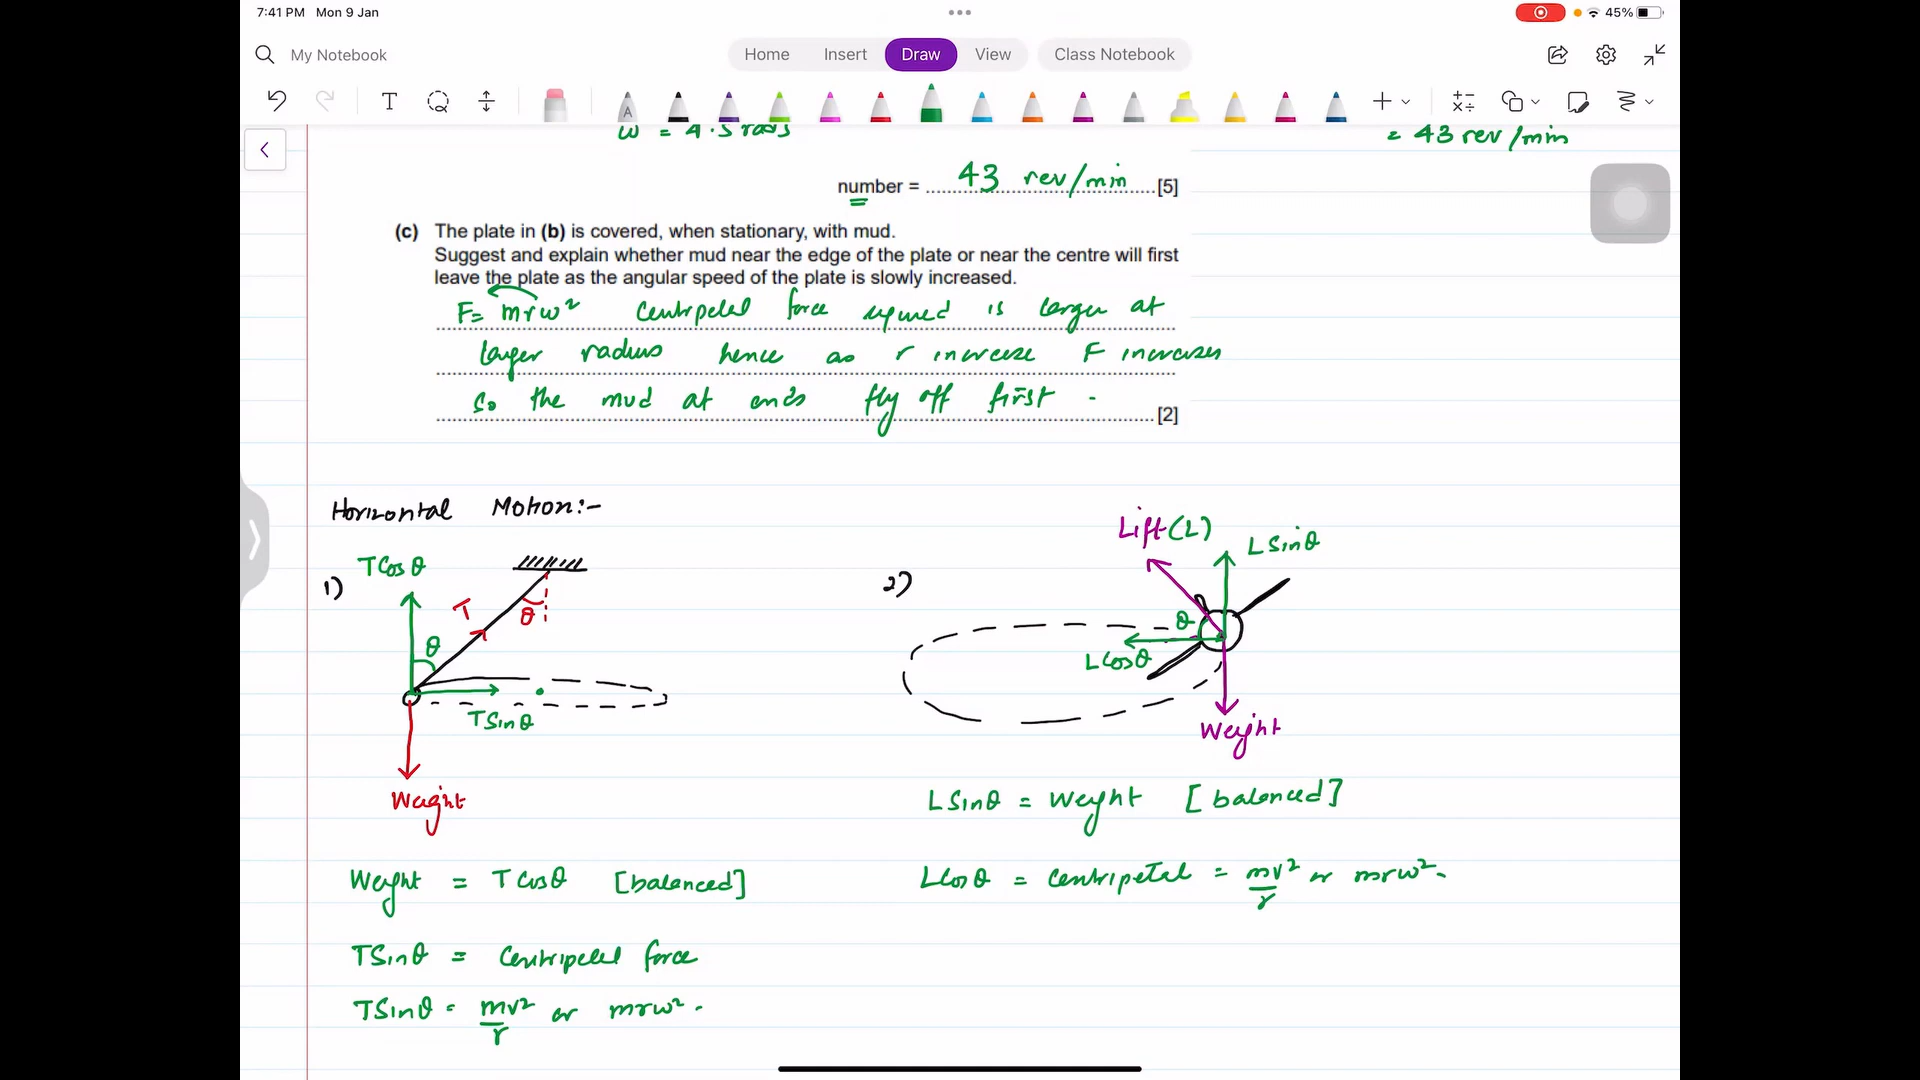 7:41 PM Mon 9 Jan
45%
My Notebook
Home Insert Draw View Class Notebook
T A
ω = 4.5 rads
= 43 rev/min
number = 43 rev/min [5]
(c) The plate in (b) is covered, when stationary, with mud.
Suggest and explain whether mud near the edge of the plate or near the centre will first
leave the plate as the angular speed of the plate is slowly increased.
F= mrω² force is at
larger radius hence as r increase F increases
So the mud at ends fly off first .
[2]
Horizontal Motion:-
1) TCosθ
T
θ
θ
TSinθ
Weight
2) Lift(L)
LSinθ
θ
LCosθ
Weight
LSinθ = Weight [balanced]
Weight = TCosθ [balanced]
LCosθ = Centripetal = mv²/r or mrω².
TSinθ = force
TSinθ = mv²/r or mrω² .